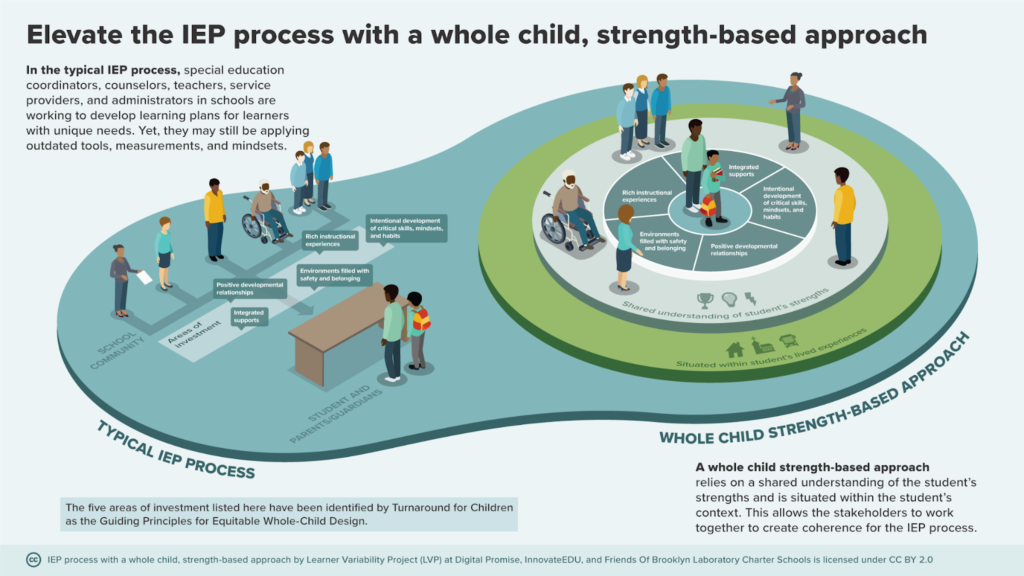 Elevate the IEP process with a whole child, strength-based approach
In the typical IEP process, special education
coordinators, counselors, teachers, service
providers, and administrators in schools are
working to develop learning plans for learners
with unique needs. Yet, they may still be applying
outdated tools, measurements, and mindsets.
Intentional development
of critical skills, mindsets,
and habits
Rich instructional
experiences
Environments filled with
safety and belonging
Positive developmental
relationships
Integrated
supports
Areas of
investment
SCHOOL
COMMUNITY
STUDENT AND
PARENTS/GUARDIANS
TYPICAL IEP PROCESS
Integrated
supports
Rich instructional
experiences
Intentional
development
of critical skills,
mindsets, and
habits
Environments
filled with safety
and belonging
Positive developmental
relationships
Shared understanding of student's strengths
Situated within student's lived experiences
WHOLE CHILD STRENGTH-BASED APPROACH
A whole child strength-based approach
relies on a shared understanding of the student's
strengths and is situated within the student's
context. This allows the stakeholders to work
together to create coherence for the IEP process.
The five areas of investment listed here have been identified by Turnaround for Children
as the Guiding Principles for Equitable Whole-Child Design.
cc IEP process with a whole child, strength-based approach by Learner Variability Project (LVP) at Digital Promise, InnovateEDU, and Friends Of Brooklyn Laboratory Charter Schools is licensed under CC BY 2.0